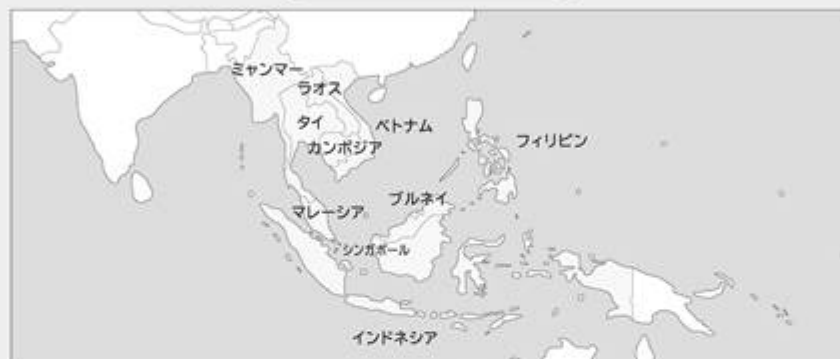 ミャンマー
ラオス
タイ
ベトナム
カンボジア
フィリピン
ブルネイ
マレーシア
シンガポール
インドネシア